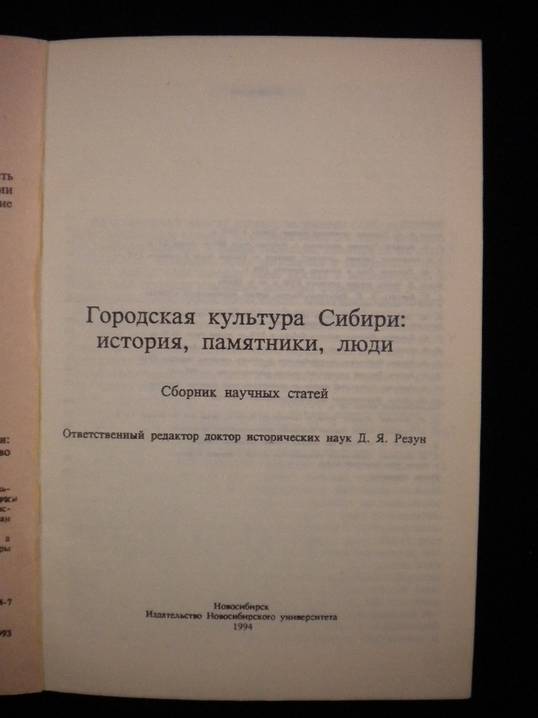 Городская культура Сибири:
история, памятники, люди
Сборник научных статей
Ответственный редактор доктор исторических наук Д. Я. Резун
Новосибирск
Издательство Новосибирского университета
1994